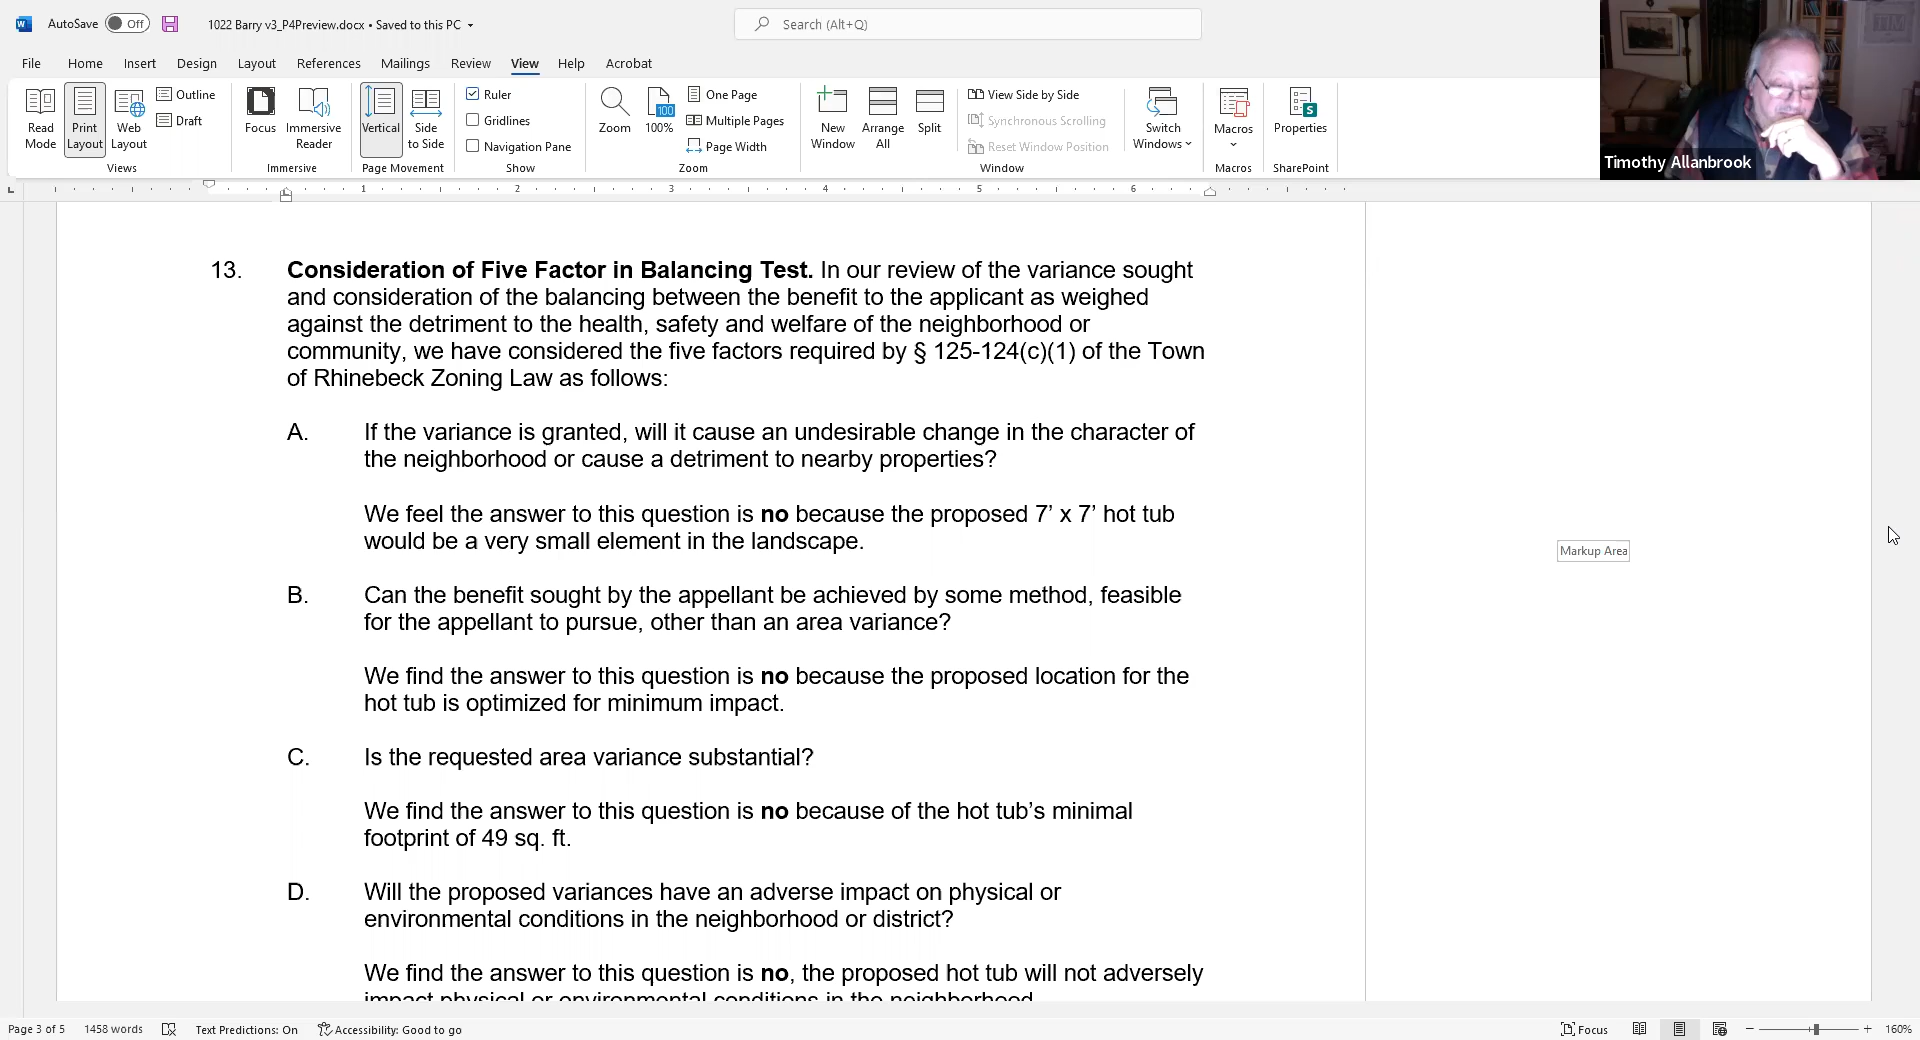 AutoSave Off 1022 Barry v3_P4Preview.docx • Saved to this PC Search (Alt+Q)
File Home Insert Design Layout References Mailings Review View Help Acrobat
Read Mode Print Layout Web Layout Outline Draft Focus Immersive Reader Vertical Side to Side Ruler Gridlines Navigation Pane Zoom 100 100% One Page Multiple Pages Page Width New Window Arrange All Split View Side by Side Synchronous Scrolling Reset Window Position Switch Windows Macros Properties
Views Immersive Page Movement Show Zoom Window Macros SharePoint
TIM
Timothy Allanbrook
1 2 3 4 5 6
13. Consideration of Five Factor in Balancing Test. In our review of the variance sought
and consideration of the balancing between the benefit to the applicant as weighed
against the detriment to the health, safety and welfare of the neighborhood or
community, we have considered the five factors required by § 125-124(c)(1) of the Town
of Rhinebeck Zoning Law as follows:
A. If the variance is granted, will it cause an undesirable change in the character of
the neighborhood or cause a detriment to nearby properties?
We feel the answer to this question is no because the proposed 7’ x 7’ hot tub
would be a very small element in the landscape.
Markup Area
B. Can the benefit sought by the appellant be achieved by some method, feasible
for the appellant to pursue, other than an area variance?
We find the answer to this question is no because the proposed location for the
hot tub is optimized for minimum impact.
C. Is the requested area variance substantial?
We find the answer to this question is no because of the hot tub’s minimal
footprint of 49 sq. ft.
D. Will the proposed variances have an adverse impact on physical or
environmental conditions in the neighborhood or district?
We find the answer to this question is no, the proposed hot tub will not adversely
impact physical or environmental conditions in the neighborhood
Page 3 of 5 1458 words Text Predictions: On Accessibility: Good to go Focus 160%